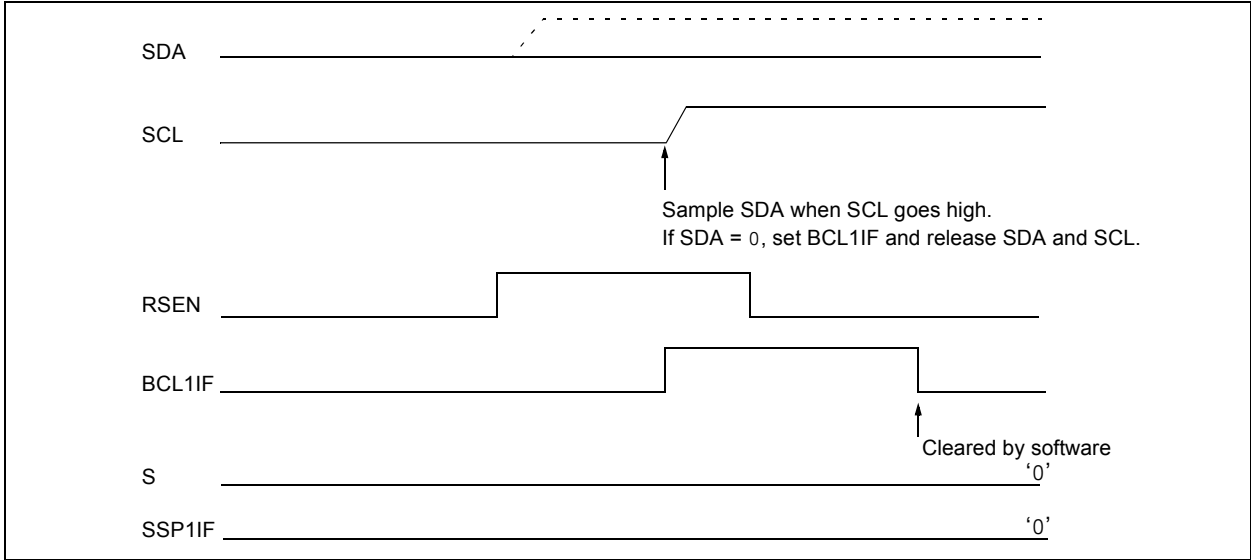 SDA
SCL
Sample SDA when SCL goes high.
If SDA = 0, set BCL1IF and release SDA and SCL.
RSEN
BCL1IF
Cleared by software
S
‘0’
SSP1IF
‘0’